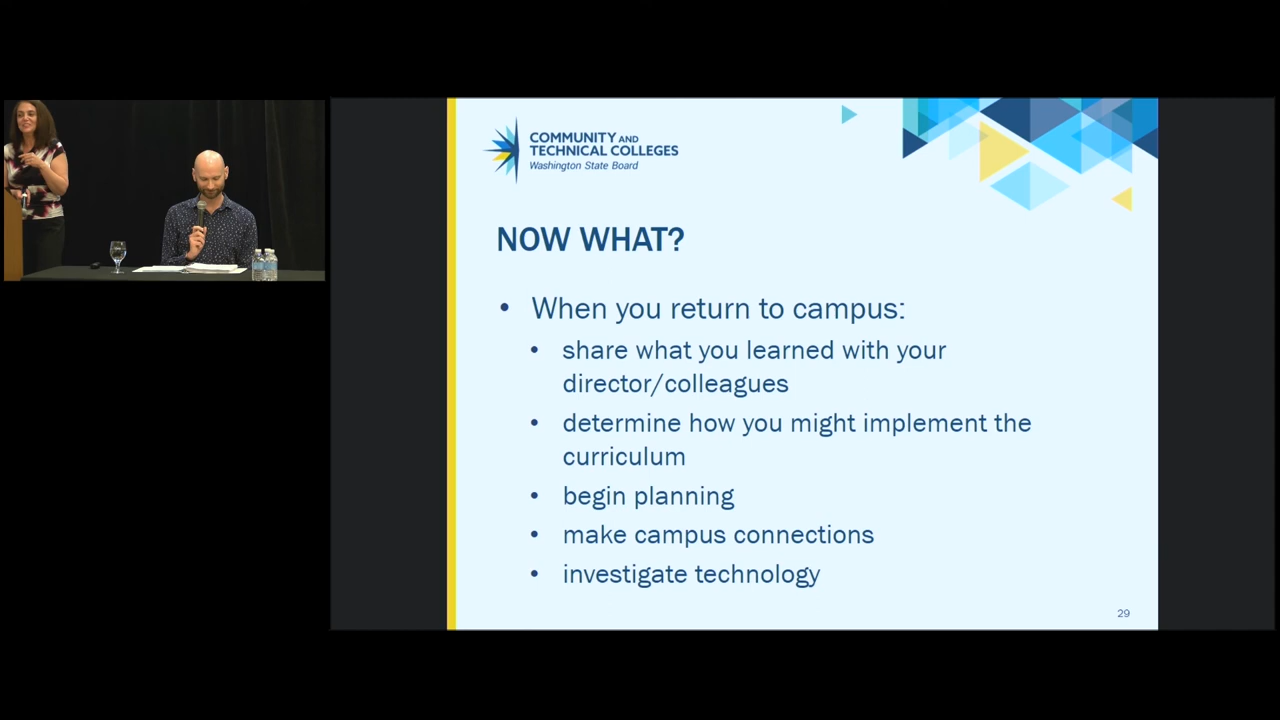 COMMUNITY AND
TECHNICAL COLLEGES
Washington State Board
NOW WHAT?
• When you return to campus:
• share what you learned with your
director/colleagues
• determine how you might implement the
curriculum
• begin planning
• make campus connections
• investigate technology
29